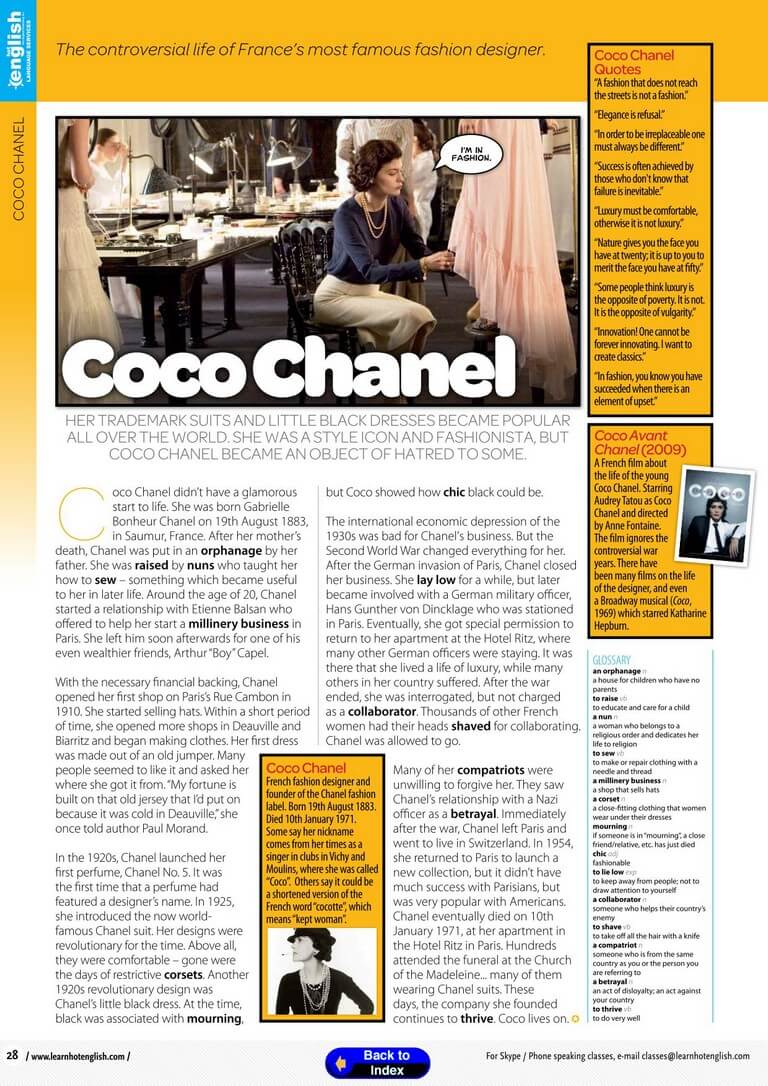 english
LANGUAGE SERVICES
COCO CHANEL
The controversial life of France's most famous fashion designer.
I'M IN
FASHION.
Coco Chanel
HER TRADEMARK SUITS AND LITTLE BLACK DRESSES BECAME POPULAR
ALL OVER THE WORLD. SHE WAS A STYLE ICON AND FASHIONISTA, BUT
COCO CHANEL BECAME AN OBJECT OF HATRED TO SOME.
Coco Chanel didn't have a glamorous
start to life. She was born Gabrielle
Bonheur Chanel on 19th August 1883,
in Saumur, France. After her mother's
death, Chanel was put in an orphanage by her
father. She was raised by nuns who taught her
how to sew – something which became useful
to her in later life. Around the age of 20, Chanel
started a relationship with Etienne Balsan who
offered to help her start a millinery business in
Paris. She left him soon afterwards for one of his
even wealthier friends, Arthur "Boy" Capel.
With the necessary financial backing, Chanel
opened her first shop on Paris's Rue Cambon in
1910. She started selling hats. Within a short period
of time, she opened more shops in Deauville and
Biarritz and began making clothes. Her first dress
was made out of an old jumper. Many
people seemed to like it and asked her
where she got it from. "My fortune is
built on that old jersey that I'd put on
because it was cold in Deauville," she
once told author Paul Morand.
In the 1920s, Chanel launched her
first perfume, Chanel No. 5. It was
the first time that a perfume had
featured a designer's name. In 1925,
she introduced the now world-
famous Chanel suit. Her designs were
revolutionary for the time. Above all,
they were comfortable – gone were
the days of restrictive corsets. Another
1920s revolutionary design was
Chanel's little black dress. At the time,
black was associated with mourning,
but Coco showed how chic black could be.
The international economic depression of the
1930s was bad for Chanel's business. But the
Second World War changed everything for her.
After the German invasion of Paris, Chanel closed
her business. She lay low for a while, but later
became involved with a German military officer,
Hans Gunther von Dincklage who was stationed
in Paris. Eventually, she got special permission to
return to her apartment at the Hotel Ritz, where
many other German officers were staying. It was
there that she lived a life of luxury, while many
others in her country suffered. After the war
ended, she was interrogated, but not charged
as a collaborator. Thousands of other French
women had their heads shaved for collaborating.
Chanel was allowed to go.
Many of her compatriots were
unwilling to forgive her. They saw
Chanel's relationship with a Nazi
officer as a betrayal. Immediately
after the war, Chanel left Paris and
went to live in Switzerland. In 1954,
she returned to Paris to launch a
new collection, but it didn't have
much success with Parisians, but
was very popular with Americans.
Chanel eventually died on 10th
January 1971, at her apartment in
the Hotel Ritz in Paris. Hundreds
attended the funeral at the Church
of the Madeleine... many of them
wearing Chanel suits. These
days, the company she founded
continues to thrive. Coco lives on.
Coco Chanel
French fashion designer and
founder of the Chanel fashion
label. Born 19th August 1883.
Died 10th January 1971.
Some say her nickname
comes from her times as a
singer in clubs in Vichy and
Moulins, where she was called
"Coco". Others say it could be
a shortened version of the
French word "cocotte", which
means "kept woman".
Coco Chanel
Quotes
"A fashion that does not reach
the streets is not a fashion."
"Elegance is refusal."
"In order to be irreplaceable one
must always be different."
"Success is often achieved by
those who don't know that
failure is inevitable."
"Luxury must be comfortable,
otherwise it is not luxury."
"Nature gives you the face you
have at twenty; it is up to you to
merit the face you have at fifty."
"Some people think luxury is
the opposite of poverty. It is not.
It is the opposite of vulgarity."
"Innovation! One cannot be
forever innovating. I want to
create classics."
"In fashion, you know you have
succeeded when there is an
element of upset."
Coco Avant
Chanel (2009)
A French film about
the life of the young
Coco Chanel. Starring
Audrey Tatou as Coco
Chanel and directed
by Anne Fontaine.
The film ignores the
controversial war
years. There have
been many films on the life
of the designer, and even
a Broadway musical (Coco,
1969) which starred Katharine
Hepburn.
COCO
GLOSSARY
an orphanage n
a house for children who have no
parents
to raise vb
to educate and care for a child
a nun n
a woman who belongs to a
religious order and dedicates her
life to religion
to sew vb
to make or repair clothing with a
needle and thread
a millinery business n
a shop that sells hats
a corset n
a close-fitting clothing that women
wear under their dresses
mourning n
if someone is in "mourning", a close
friend/relative, etc. has just died
chic adj
fashionable
to lie low exp
to keep away from people; not to
draw attention to yourself
a collaborator n
someone who helps their country's
enemy
to shave vb
to take off all the hair with a knife
a compatriot n
someone who is from the same
country as you or the person you
are referring to
a betrayal n
an act of disloyalty; an act against
your country
to thrive vb
to do very well
28 / www.learnhotenglish.com /
Back to
Index
For Skype / Phone speaking classes, e-mail classes@learnhotenglish.com